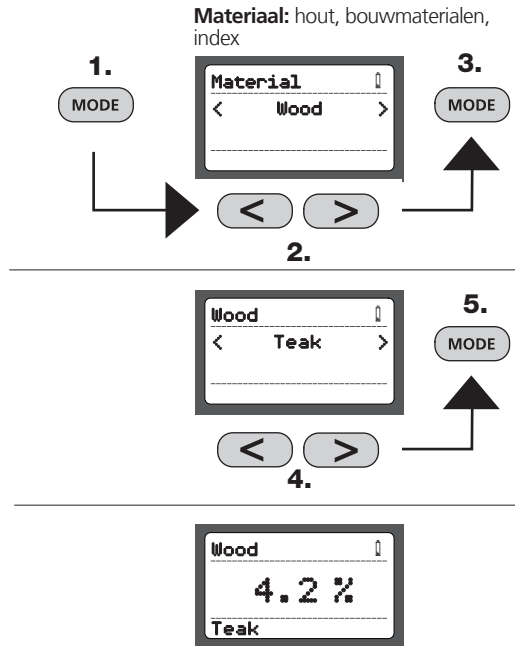 Materiaal: hout, bouwmaterialen,
index
1.
MODE
Material
< Wood >
3.
MODE
< >
2.
Wood
< Teak >
5.
MODE
< >
4.
Wood
4.2 %
Teak